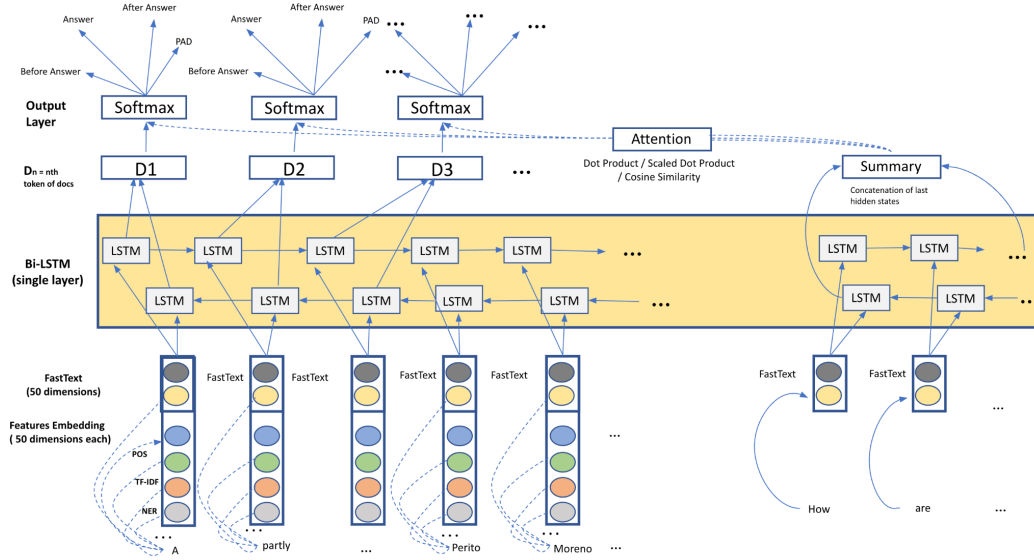 Answer
After Answer
PAD
Before Answer
Answer
After Answer
PAD
...
...
...
Before Answer
...
Output
Layer
Softmax
Softmax
Softmax
Attention
Dot Product / Scaled Dot Product
/ Cosine Similarity
Dn = nth
token of docs
D1
D2
D3
...
Summary
Concatenation of last
hidden states
Bi-LSTM
(single layer)
LSTM
LSTM
LSTM
LSTM
LSTM
...
LSTM
LSTM
...
LSTM
LSTM
LSTM
LSTM
LSTM
...
LSTM
LSTM
...
FastText
(50 dimensions)
FastText
FastText
FastText
FastText
FastText
FastText
Features Embedding
( 50 dimensions each)
...
...
POS
TF-IDF
NER
...
...
...
...
A
partly
...
Perito
Moreno
...
How
are
...